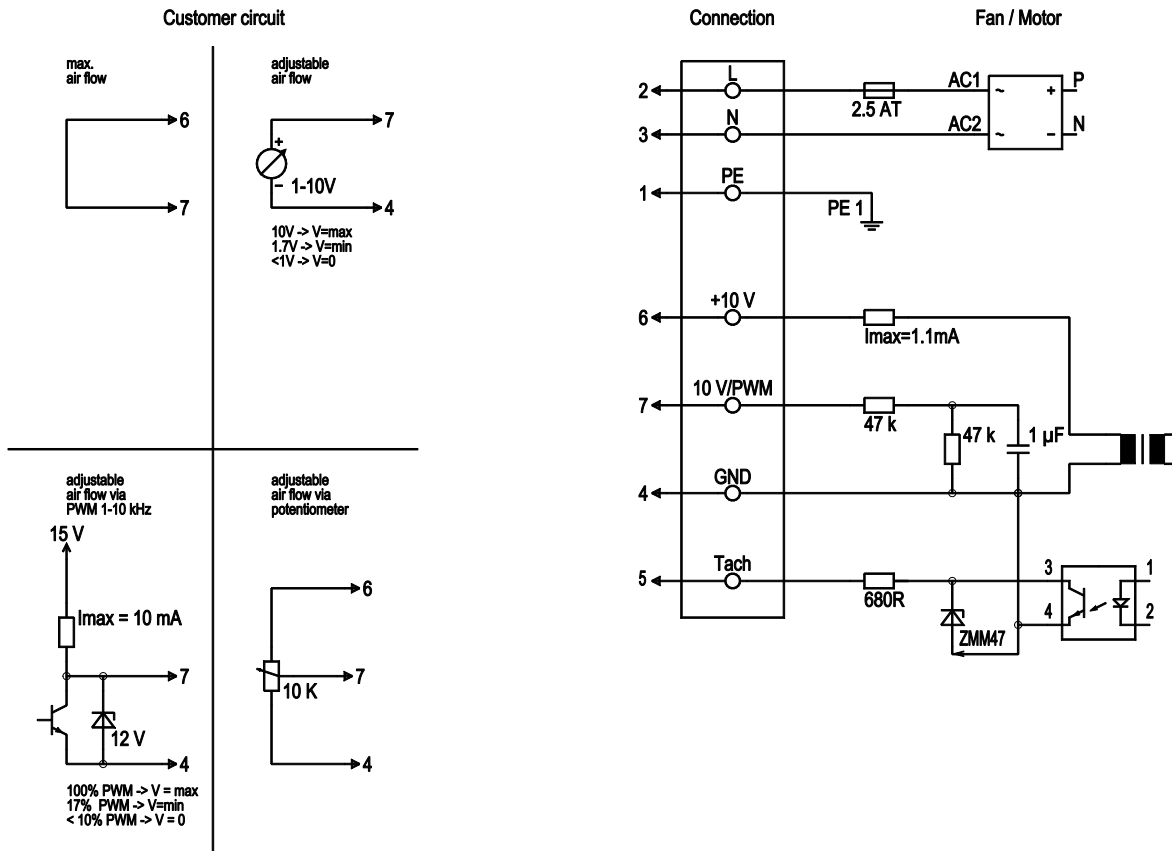 Customer circuit
max.
air flow
6
7
adjustable
air flow
7
+
– 1-10V
4
10V -> V=max
1.7V -> V=min
<1V -> V=0
adjustable
air flow via
PWM 1-10 kHz
15 V
Imax = 10 mA
7
12 V
4
100% PWM -> V = max
17% PWM -> V=min
< 10% PWM -> V = 0
adjustable
air flow via
potentiometer
6
7
10 K
4
Connection
Fan / Motor
2
L
2.5 AT
AC1
~
+
P
3
N
AC2
~
–
N
1
PE
PE 1
6
+10 V
Imax=1.1mA
7
10 V/PWM
47 k
47 k
1 µF
4
GND
5
Tach
680R
ZMM47
3
4
1
2